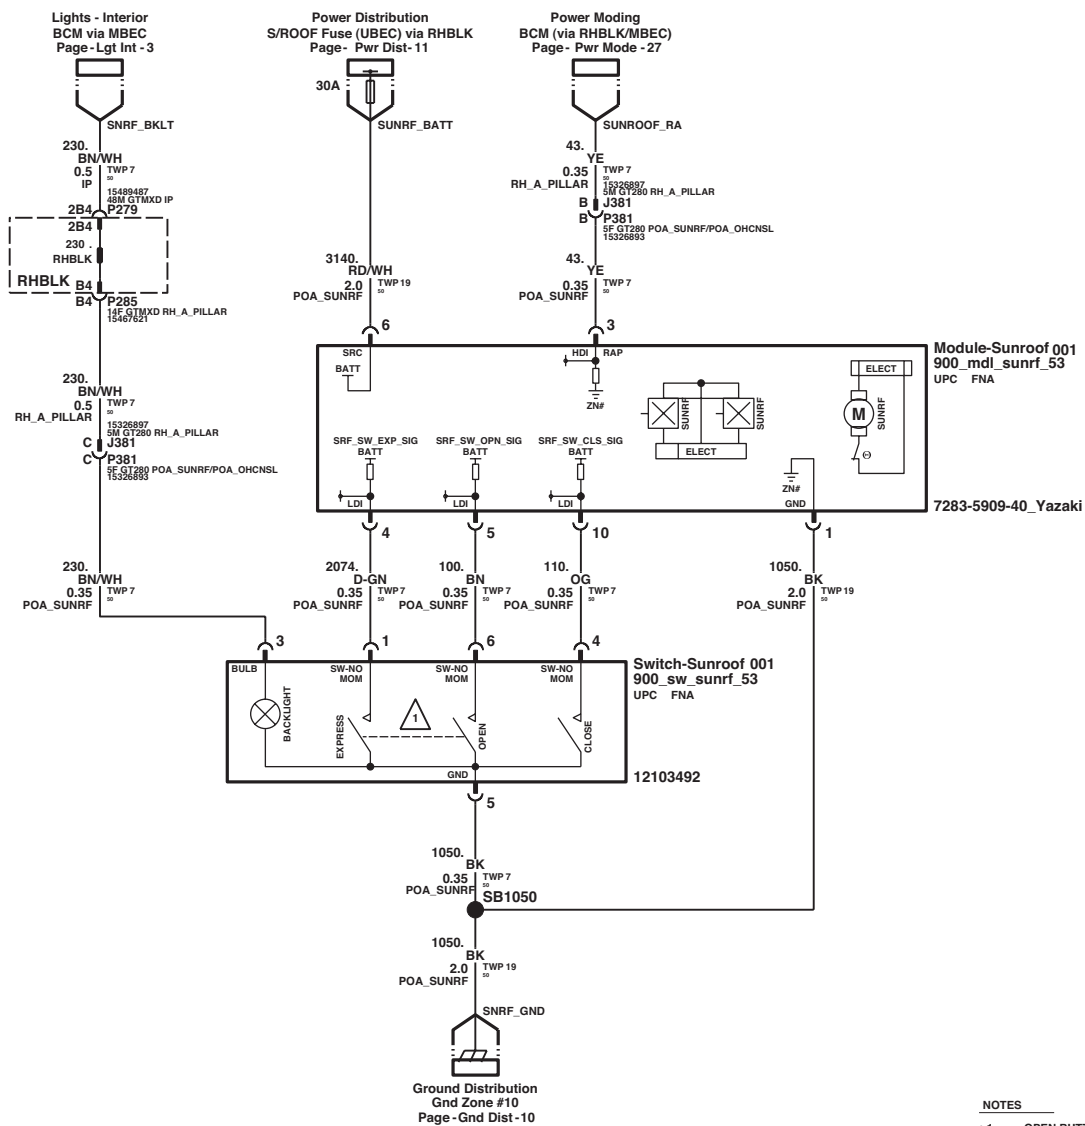 Lights - Interior
BCM via MBEC
Page - Lgt Int - 3
Power Distribution
S/ROOF Fuse (UBEC) via RHBLK
Page - Pwr Dist - 11
Power Moding
BCM (via RHBLK/MBEC)
Page - Pwr Mode - 27
30A
SNRF_BKLT
SUNRF_BATT
SUNROOF_RA
230.
BN/WH
0.5 TWP 7
50
IP
15489487
48M GTMXD IP
2B4 P279
2B4
230 .
RHBLK
RHBLK
B4
B4 P285
14F GTMXD RH_A_PILLAR
15467621
43.
YE
0.35 TWP 7
50
RH_A_PILLAR
15326897
5M GT280 RH_A_PILLAR
B J381
B P381
5F GT280 POA_SUNRF/POA_OHCNSL
15326893
3140.
RD/WH
2.0 TWP 19
50
POA_SUNRF
43.
YE
0.35 TWP 7
50
POA_SUNRF
6
3
230.
BN/WH
0.5 TWP 7
50
RH_A_PILLAR
15326897
5M GT280 RH_A_PILLAR
C J381
C P381
5F GT280 POA_SUNRF/POA_OHCNSL
15326893
SRC
BATT
HDI RAP
ZN#
SUNRF
SUNRF
ELECT
ELECT
M
SUNRF
Θ
SRF_SW_EXP_SIG
BATT
LDI
SRF_SW_OPN_SIG
BATT
LDI
SRF_SW_CLS_SIG
BATT
LDI
ZN#
GND
Module-Sunroof 001
900_mdl_sunrf_53
UPC FNA
7283-5909-40_Yazaki
4
5
10
1
230.
BN/WH
0.35 TWP 7
50
POA_SUNRF
2074.
D-GN
0.35 TWP 7
50
POA_SUNRF
100.
BN
0.35 TWP 7
50
POA_SUNRF
110.
OG
0.35 TWP 7
50
POA_SUNRF
1050.
BK
2.0 TWP 19
50
POA_SUNRF
3
1
6
4
BULB
SW-NO
MOM
SW-NO
MOM
SW-NO
MOM
BACKLIGHT
EXPRESS
1
OPEN
CLOSE
GND
Switch-Sunroof 001
900_sw_sunrf_53
UPC FNA
12103492
5
1050.
BK
0.35 TWP 7
50
POA_SUNRF
SB1050
1050.
BK
2.0 TWP 19
50
POA_SUNRF
SNRF_GND
Ground Distribution
Gnd Zone #10
Page - Gnd Dist - 10
NOTES